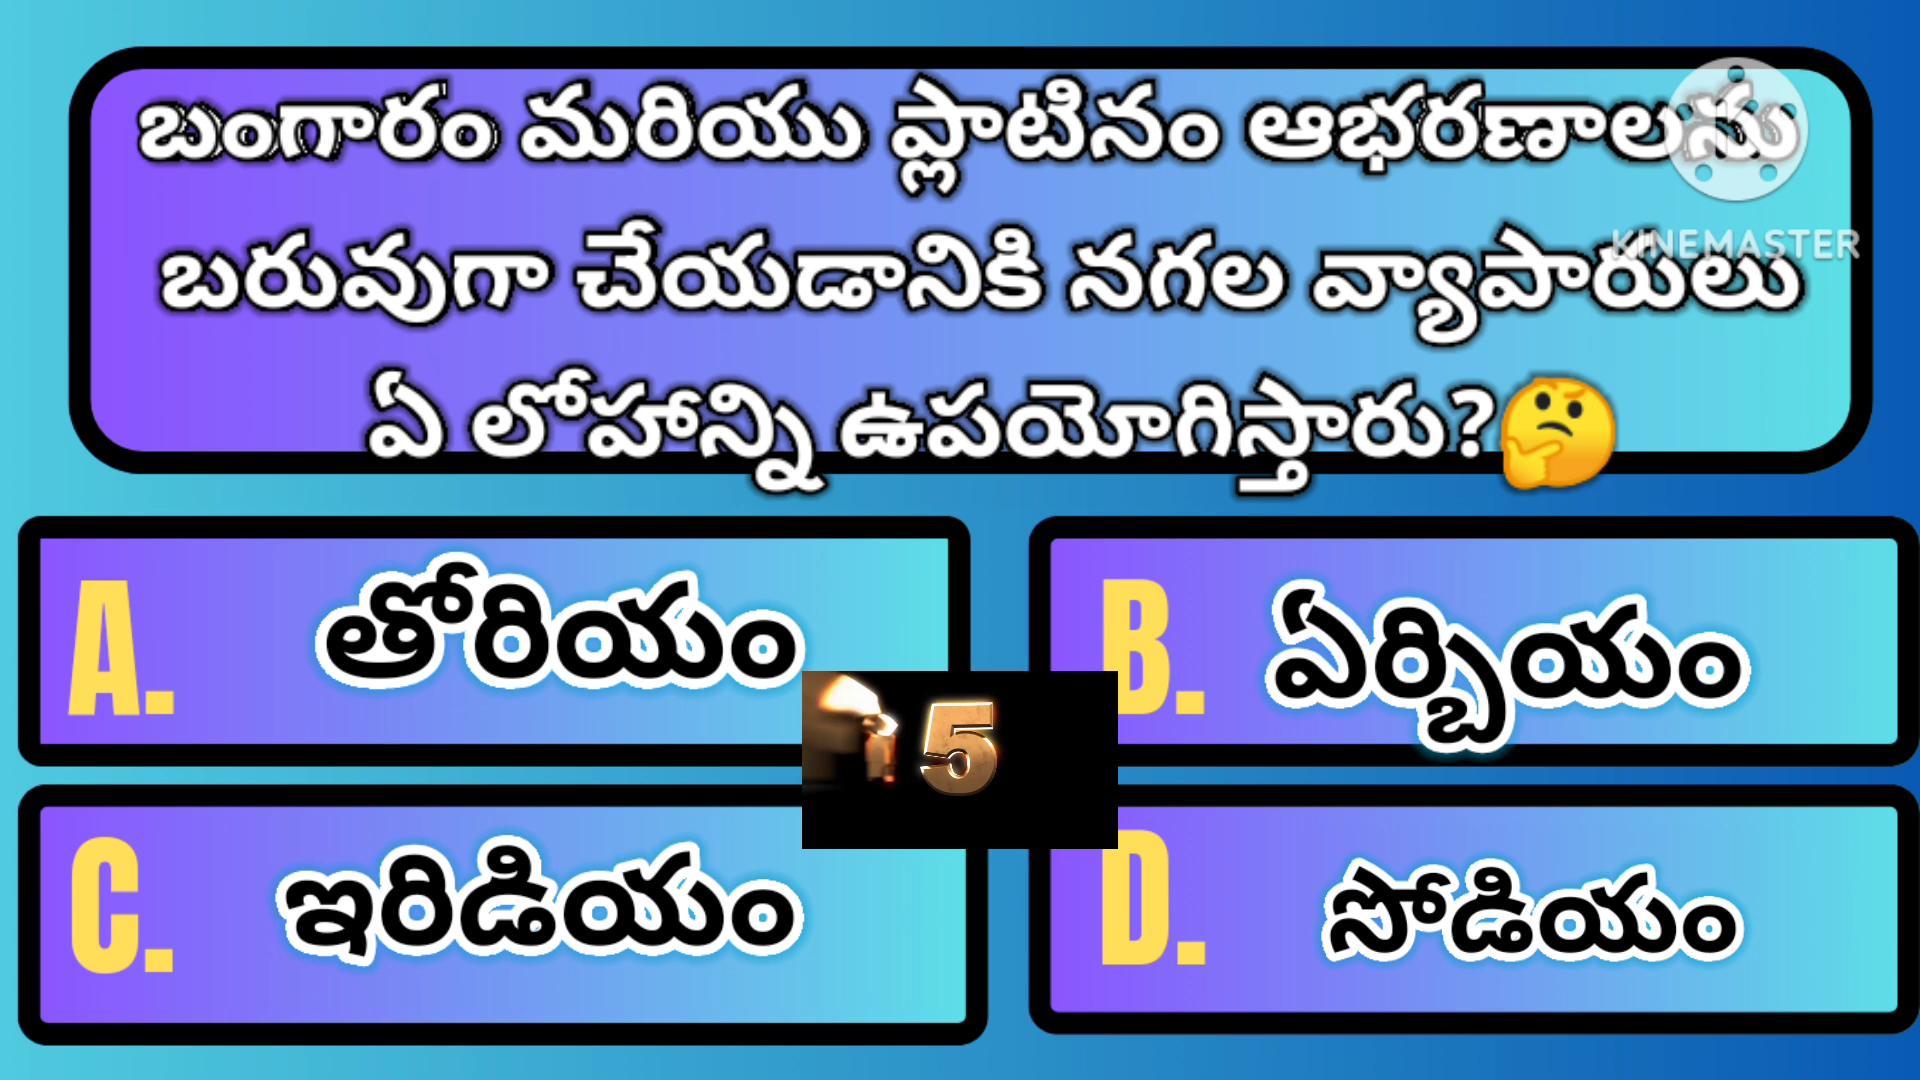 బంగారం మరియు ప్లాటినం ఆభరణాలను
KINEMASTER
బరువుగా చేయడానికి నగల వ్యాపారులు
ఏ లోహాన్ని ఉపయోగిస్తారు?🤔
A. తోరియం
B. ఏర్బియం
5
C. ఇరిడియం
D. సోడియం